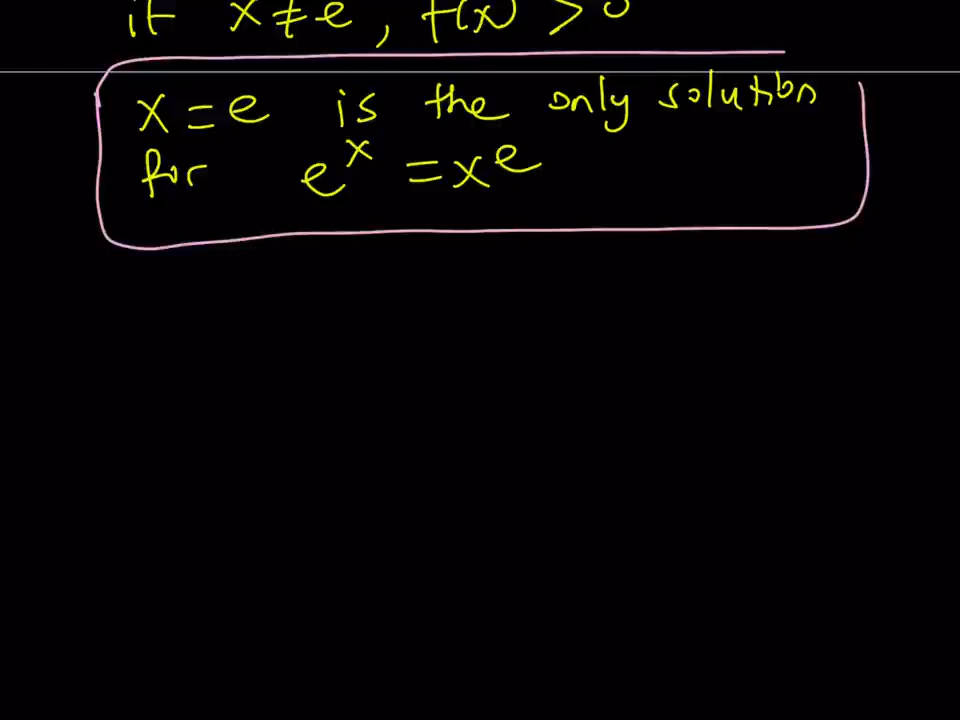 if x ≠ e, f(x) > 0
x = e is the only solution
for e^x = x^e